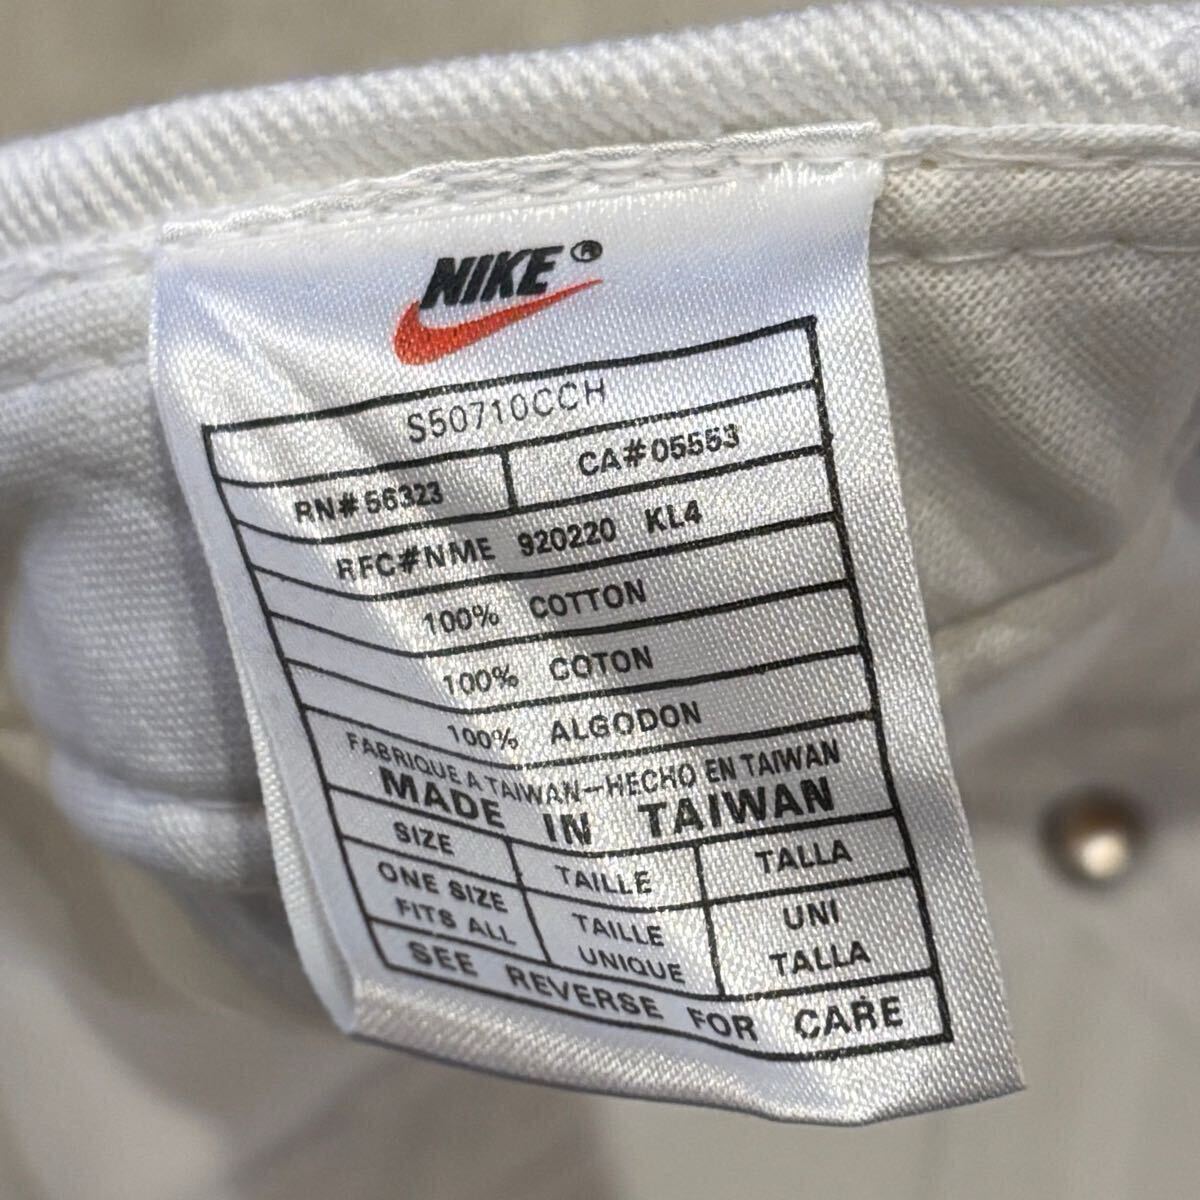 NIKE®
S50710CCH
RN#56323 CA#05553
RFC#NME 920220 KL4
100% COTTON
100% COTON
100% ALGODON
FABRIQUE A TAIWAN-HECHO EN TAIWAN
MADE IN TAIWAN
SIZE TAILLE TALLA
ONE SIZE TAILLE UNI
FITS ALL UNIQUE TALLA
SEE REVERSE FOR CARE